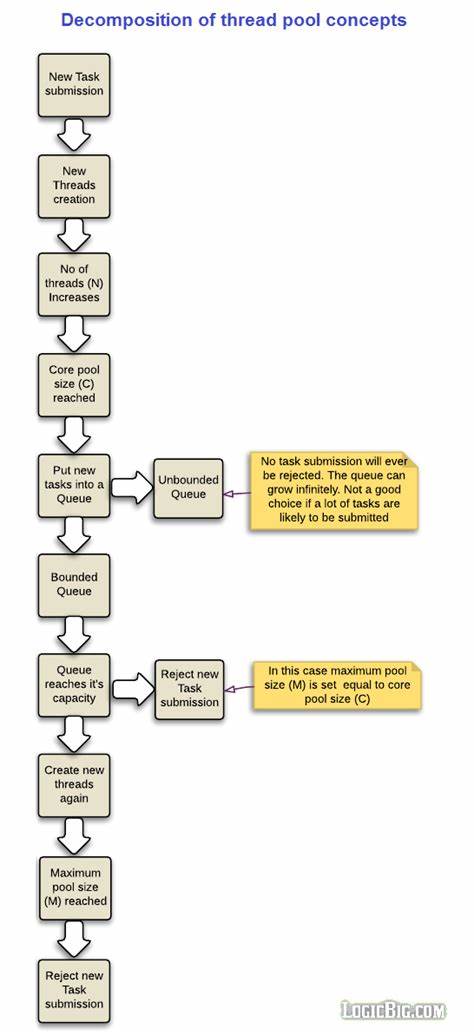 Decomposition of thread pool concepts
New Task
submission
New
Threads
creation
No of
threads (N)
Increases
Core pool
size (C)
reached
Put new
tasks into a
Queue
Unbounded
Queue
No task submission will ever
be rejected. The queue can
grow infinitely. Not a good
choice if a lot of tasks are
likely to be submitted
Bounded
Queue
Queue
reaches it's
capacity
Reject new
Task
submission
In this case maximum pool
size (M) is set equal to core
pool size (C)
Create new
threads
again
Maximum
pool size
(M) reached
Reject new
Task
submission
LogicBig.com